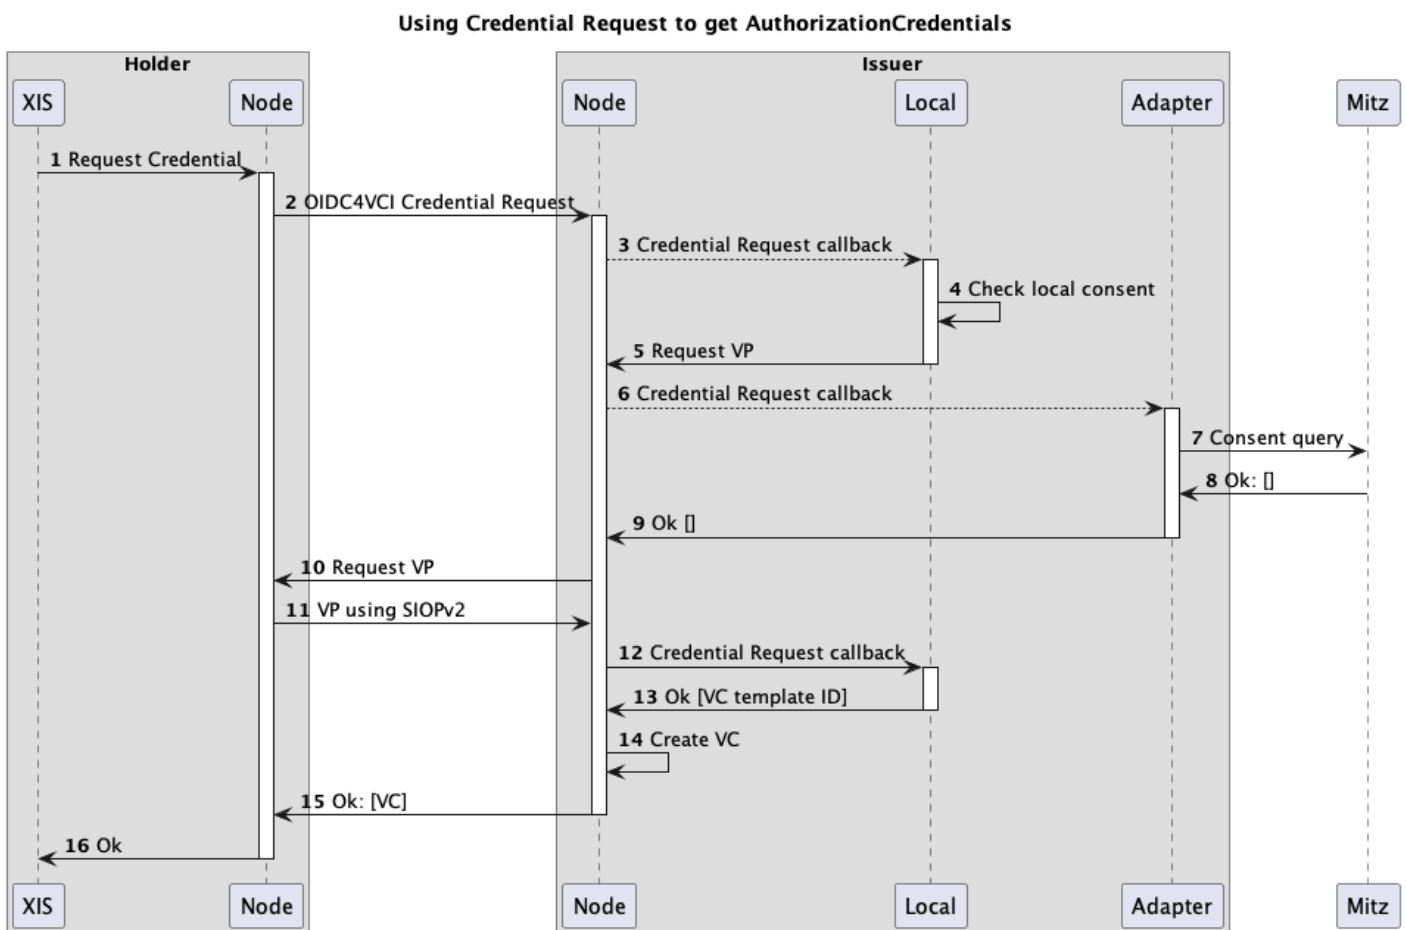 Using Credential Request to get AuthorizationCredentials
Holder
Issuer
XIS
Node
Node
Local
Adapter
Mitz
1 Request Credential
2 OIDC4VCI Credential Request
3 Credential Request callback
4 Check local consent
5 Request VP
6 Credential Request callback
7 Consent query
8 Ok: []
9 Ok []
10 Request VP
11 VP using SIOPv2
12 Credential Request callback
13 Ok [VC template ID]
14 Create VC
15 Ok: [VC]
16 Ok
XIS
Node
Node
Local
Adapter
Mitz